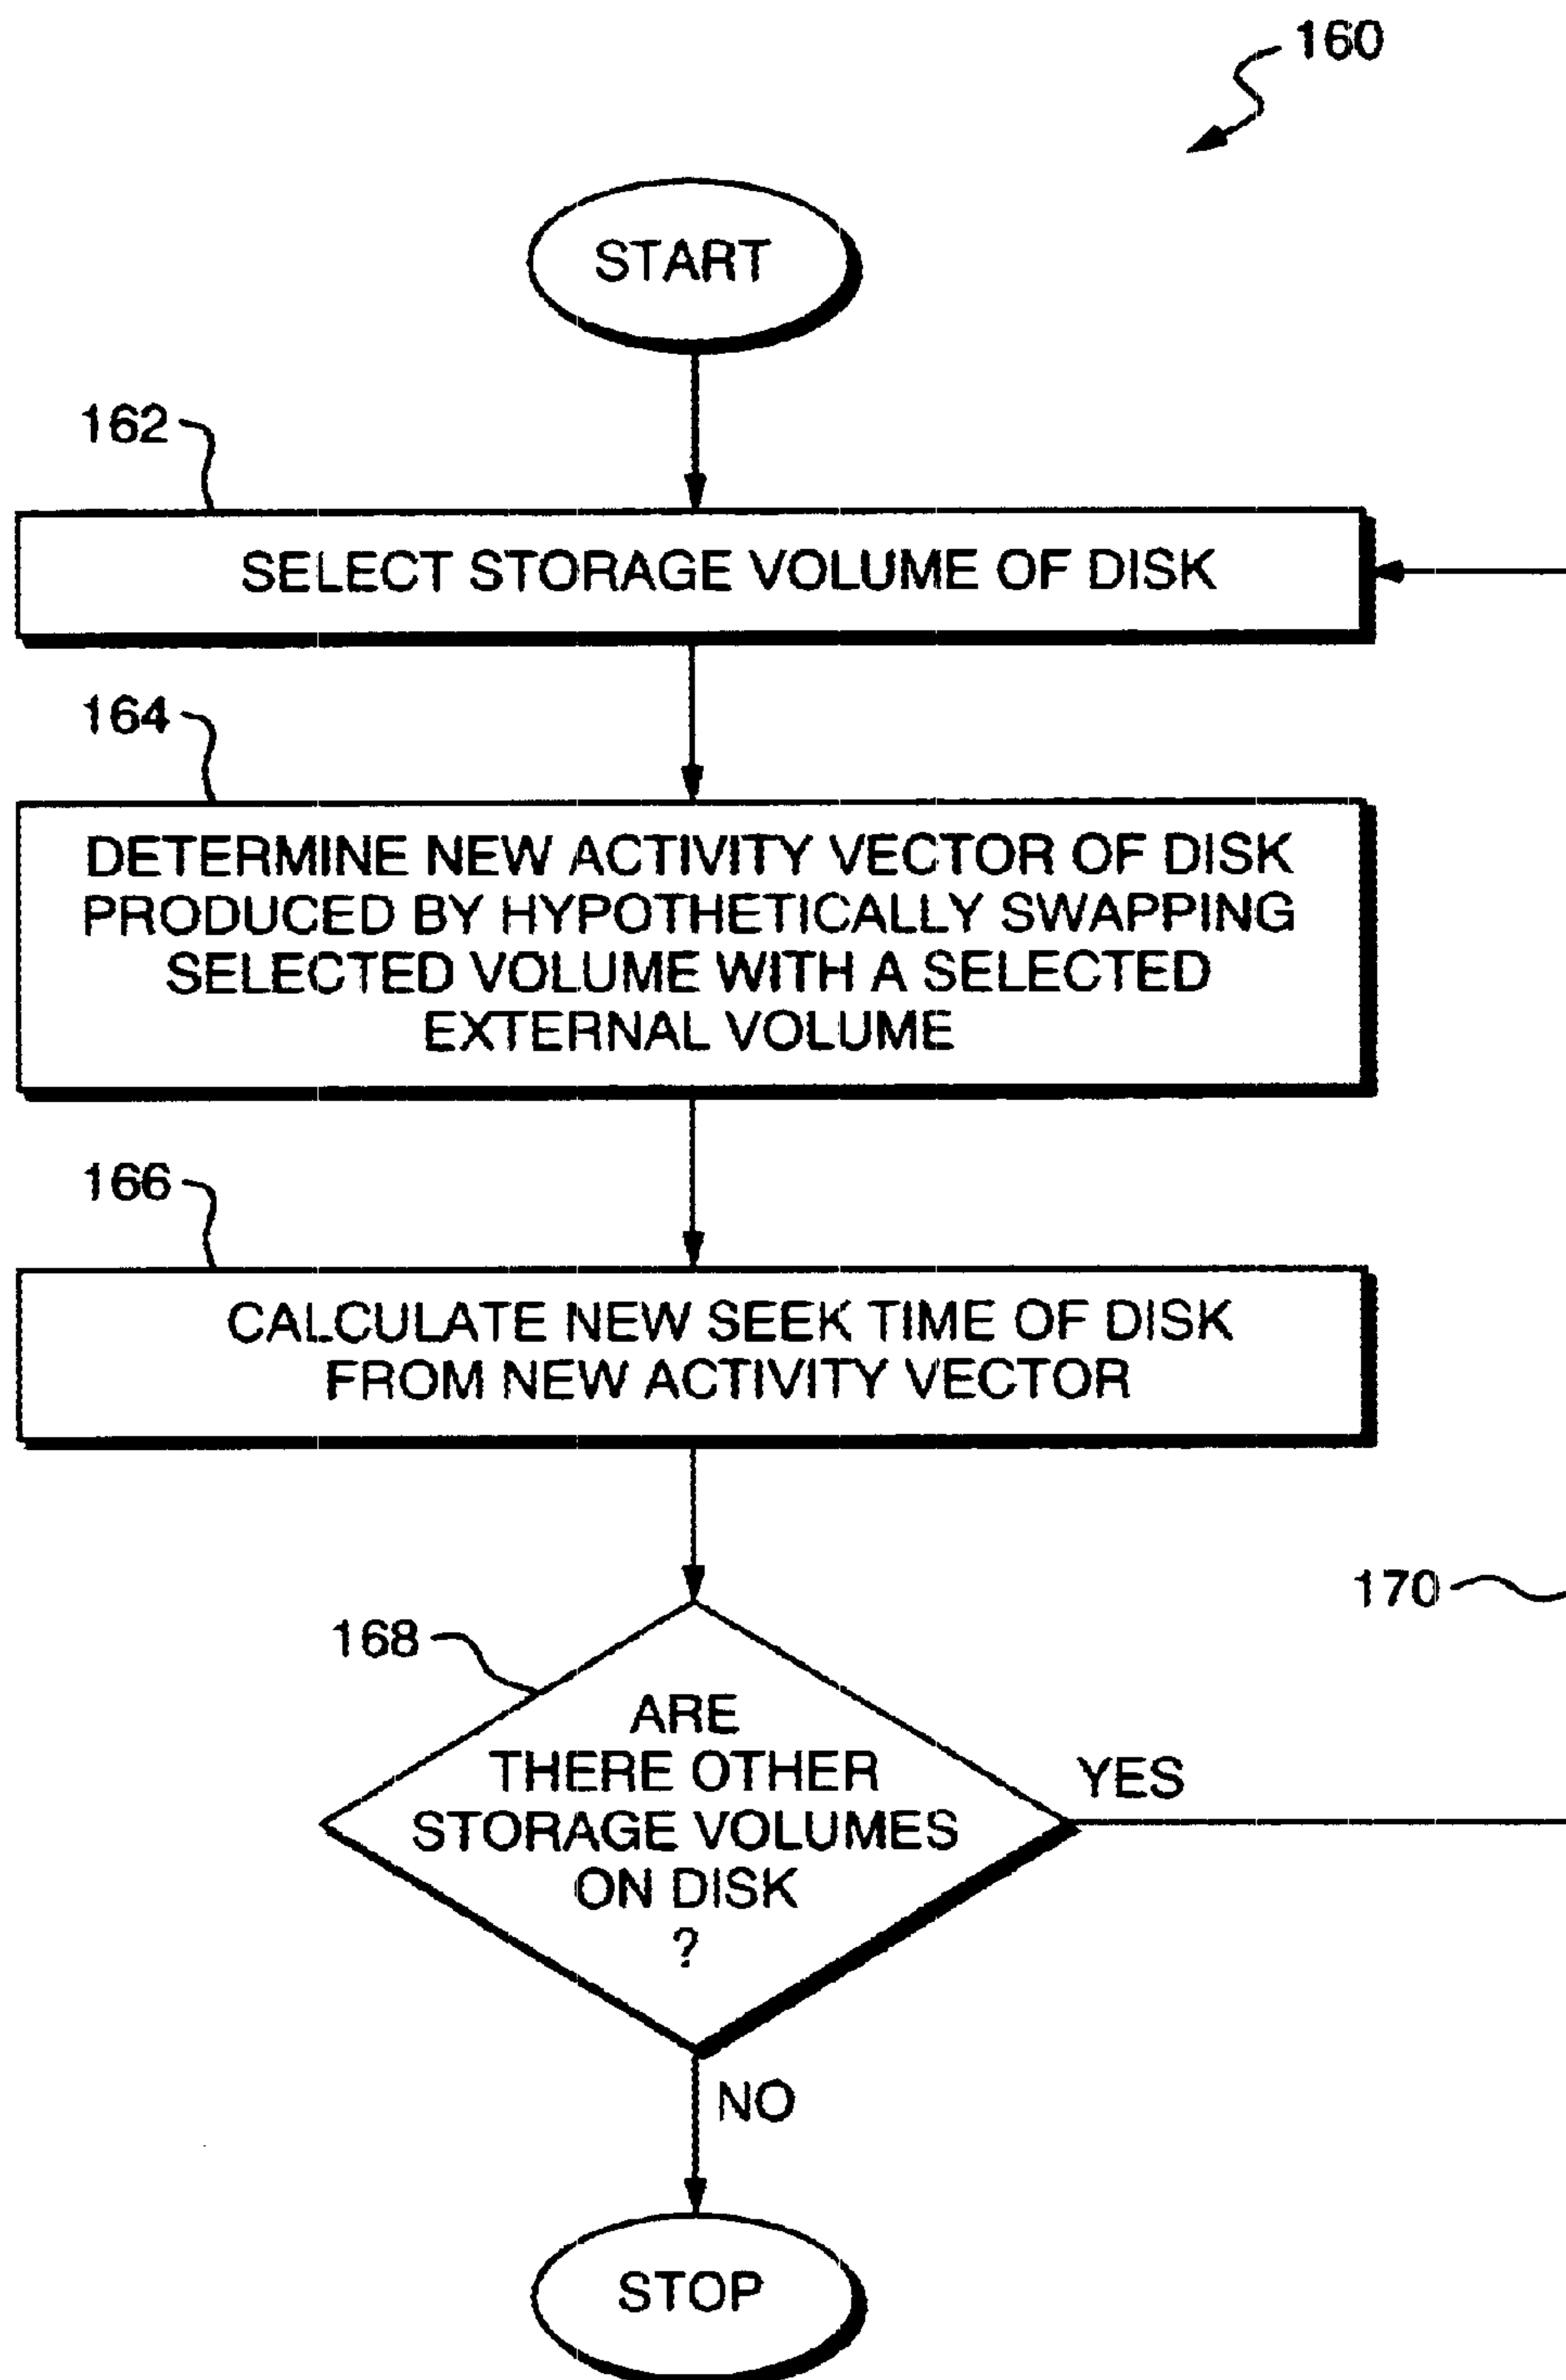 160
START
162
SELECT STORAGE VOLUME OF DISK
164
DETERMINE NEW ACTIVITY VECTOR OF DISK
PRODUCED BY HYPOTHETICALLY SWAPPING
SELECTED VOLUME WITH A SELECTED
EXTERNAL VOLUME
166
CALCULATE NEW SEEK TIME OF DISK
FROM NEW ACTIVITY VECTOR
170
168
ARE
THERE OTHER
STORAGE VOLUMES
ON DISK
?
YES
NO
STOP